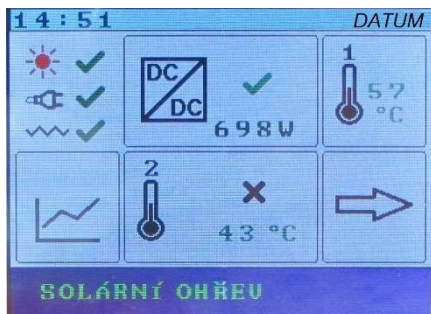 14:51 DATUM
DC
DC
698W
1
57
°C
2
43 °C
SOLÁRNÍ OHŘEV